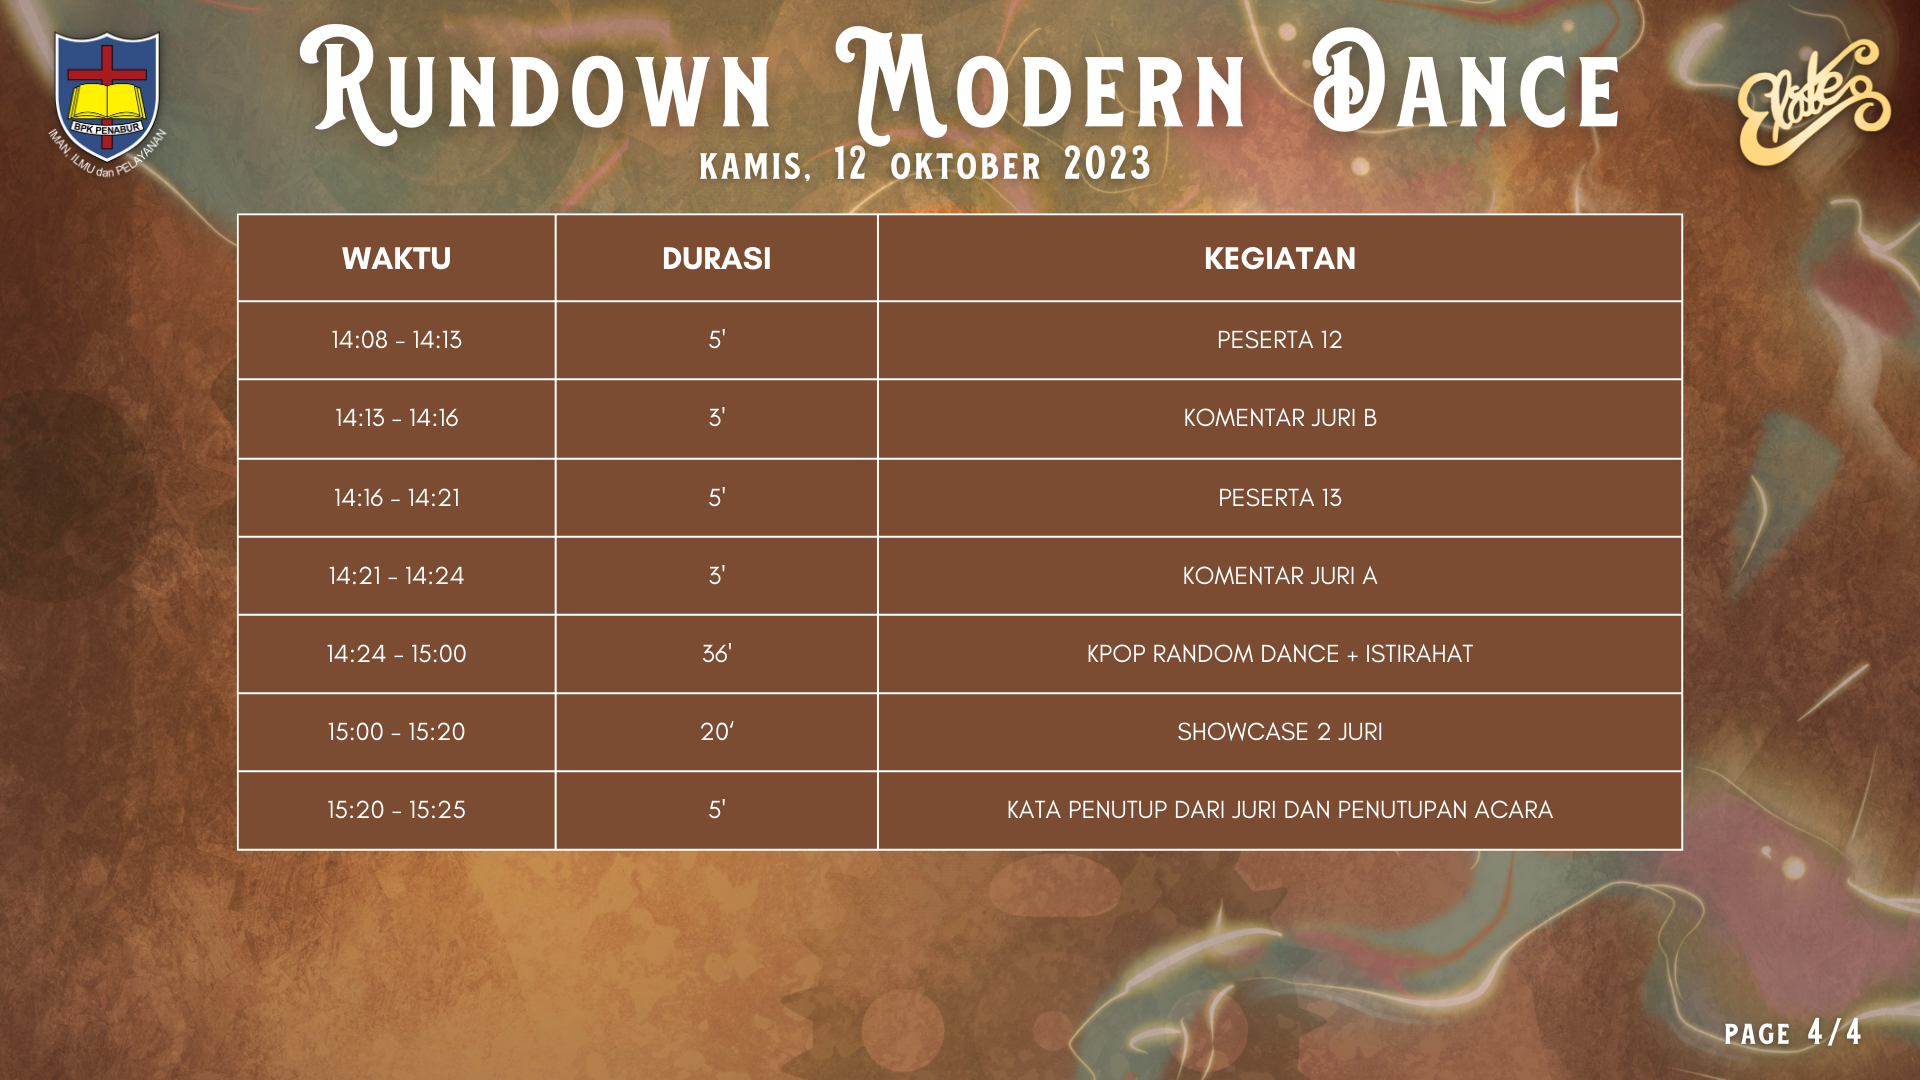 BPK PENABUR
IMAN, ILMU dan PELAYANAN
RUNDOWN MODERN DANCE
KAMIS, 12 OKTOBER 2023
Elate
WAKTU DURASI KEGIATAN
14:08 - 14:13 5' PESERTA 12
14:13 - 14:16 3' KOMENTAR JURI B
14:16 - 14:21 5' PESERTA 13
14:21 - 14:24 3' KOMENTAR JURI A
14:24 - 15:00 36' KPOP RANDOM DANCE + ISTIRAHAT
15:00 - 15:20 20‘ SHOWCASE 2 JURI
15:20 - 15:25 5' KATA PENUTUP DARI JURI DAN PENUTUPAN ACARA
PAGE 4/4